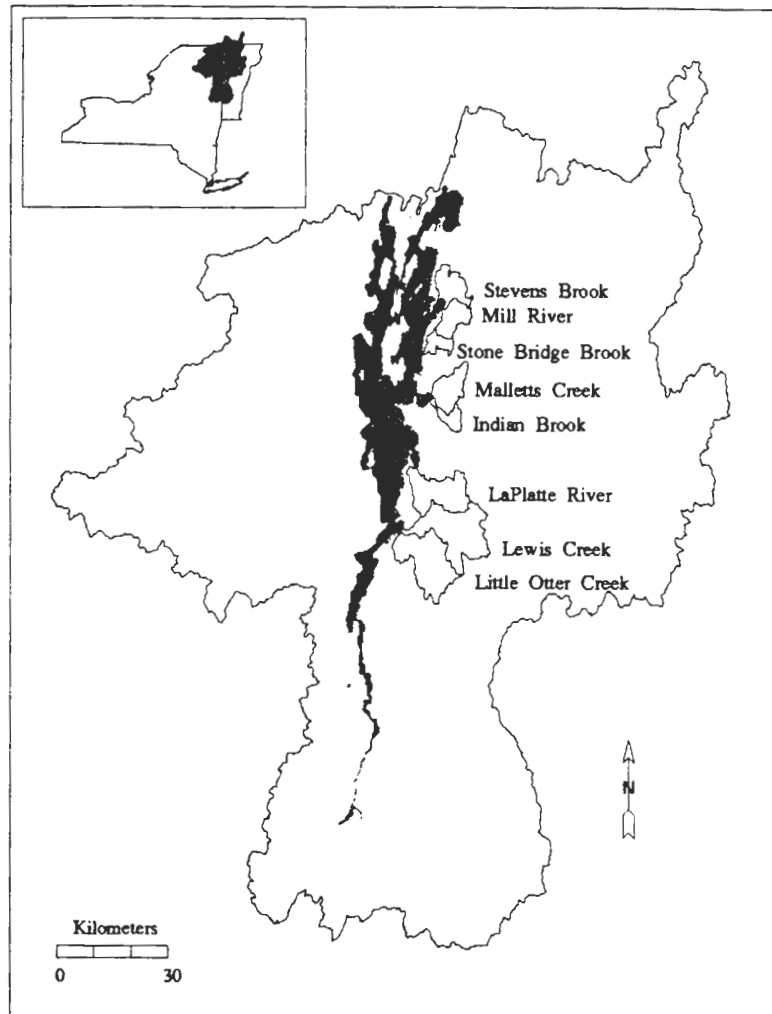 Stevens Brook
Mill River
Stone Bridge Brook
Malletts Creek
Indian Brook
LaPlatte River
Lewis Creek
Little Otter Creek
N
Kilometers
0 30